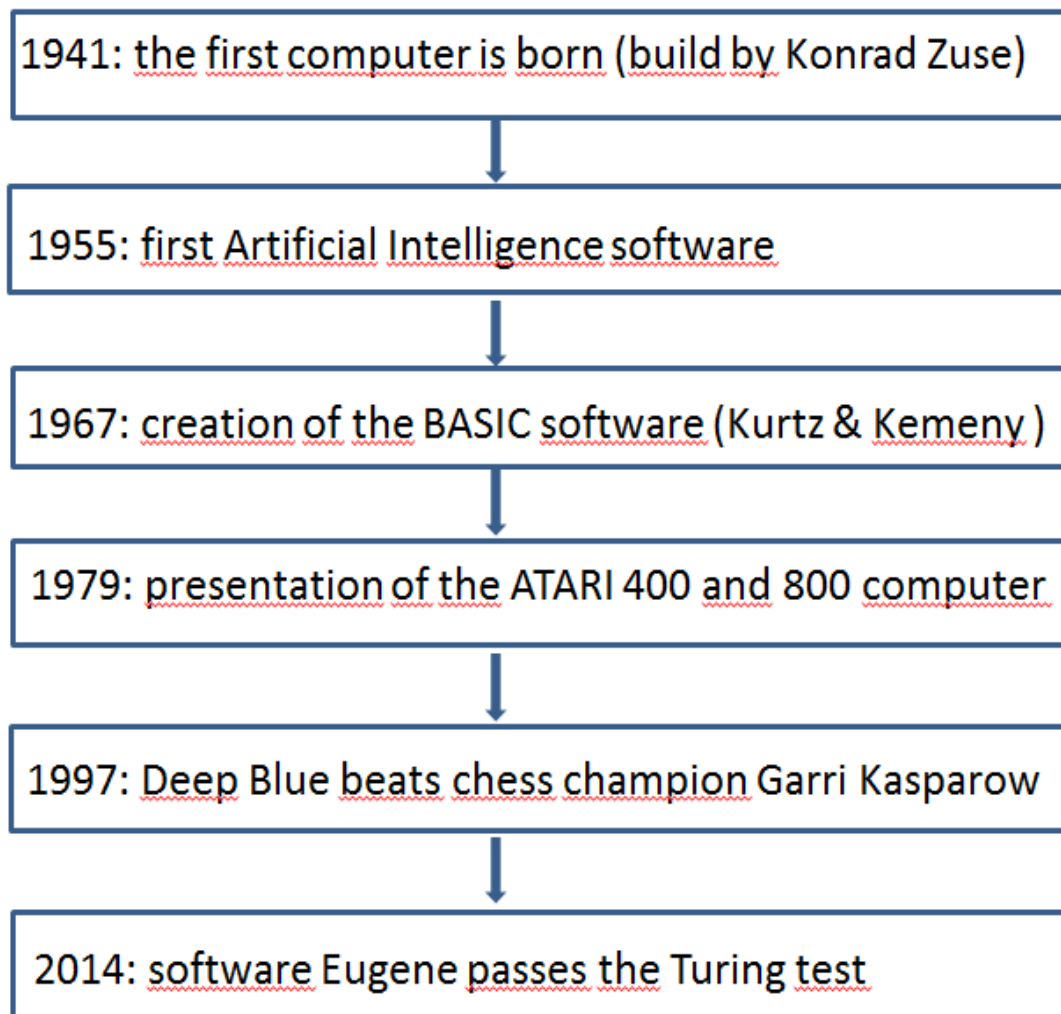 1941: the first computer is born (build by Konrad Zuse)
1955: first Artificial Intelligence software
1967: creation of the BASIC software (Kurtz & Kemeny )
1979: presentation of the ATARI 400 and 800 computer
1997: Deep Blue beats chess champion Garri Kasparow
2014: software Eugene passes the Turing test